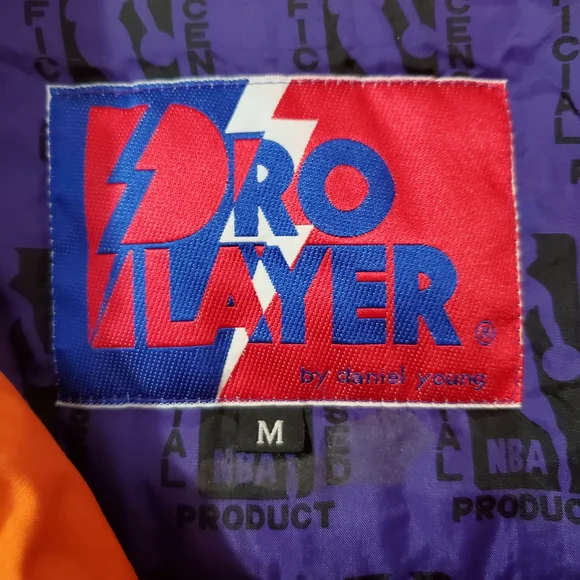 PRO
PLAYER
®
by daniel young
M
NBA
NBA
PRODUCT
PRODUCT